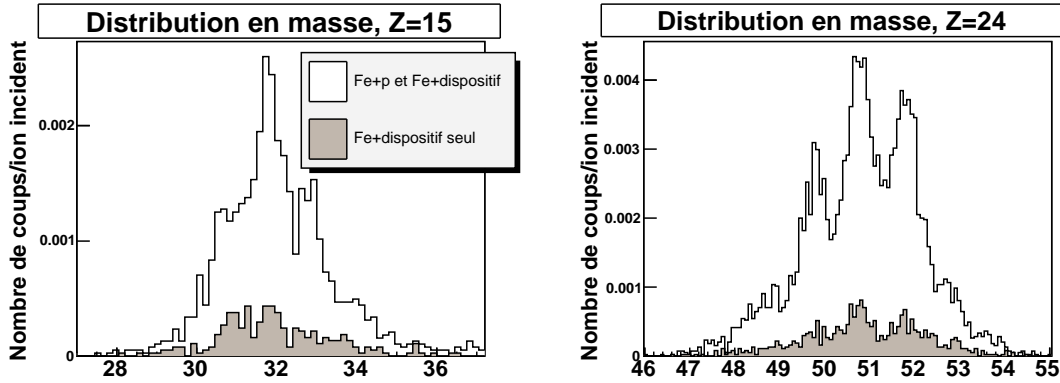 Distribution en masse, Z=15
Nombre de coups/ion incident
0.002
0.001
0
28 30 32 34 36
Fe+p et Fe+dispositif
Fe+dispositif seul
Distribution en masse, Z=24
Nombre de coups/ion incident
0.004
0.003
0.002
0.001
0
46 47 48 49 50 51 52 53 54 55